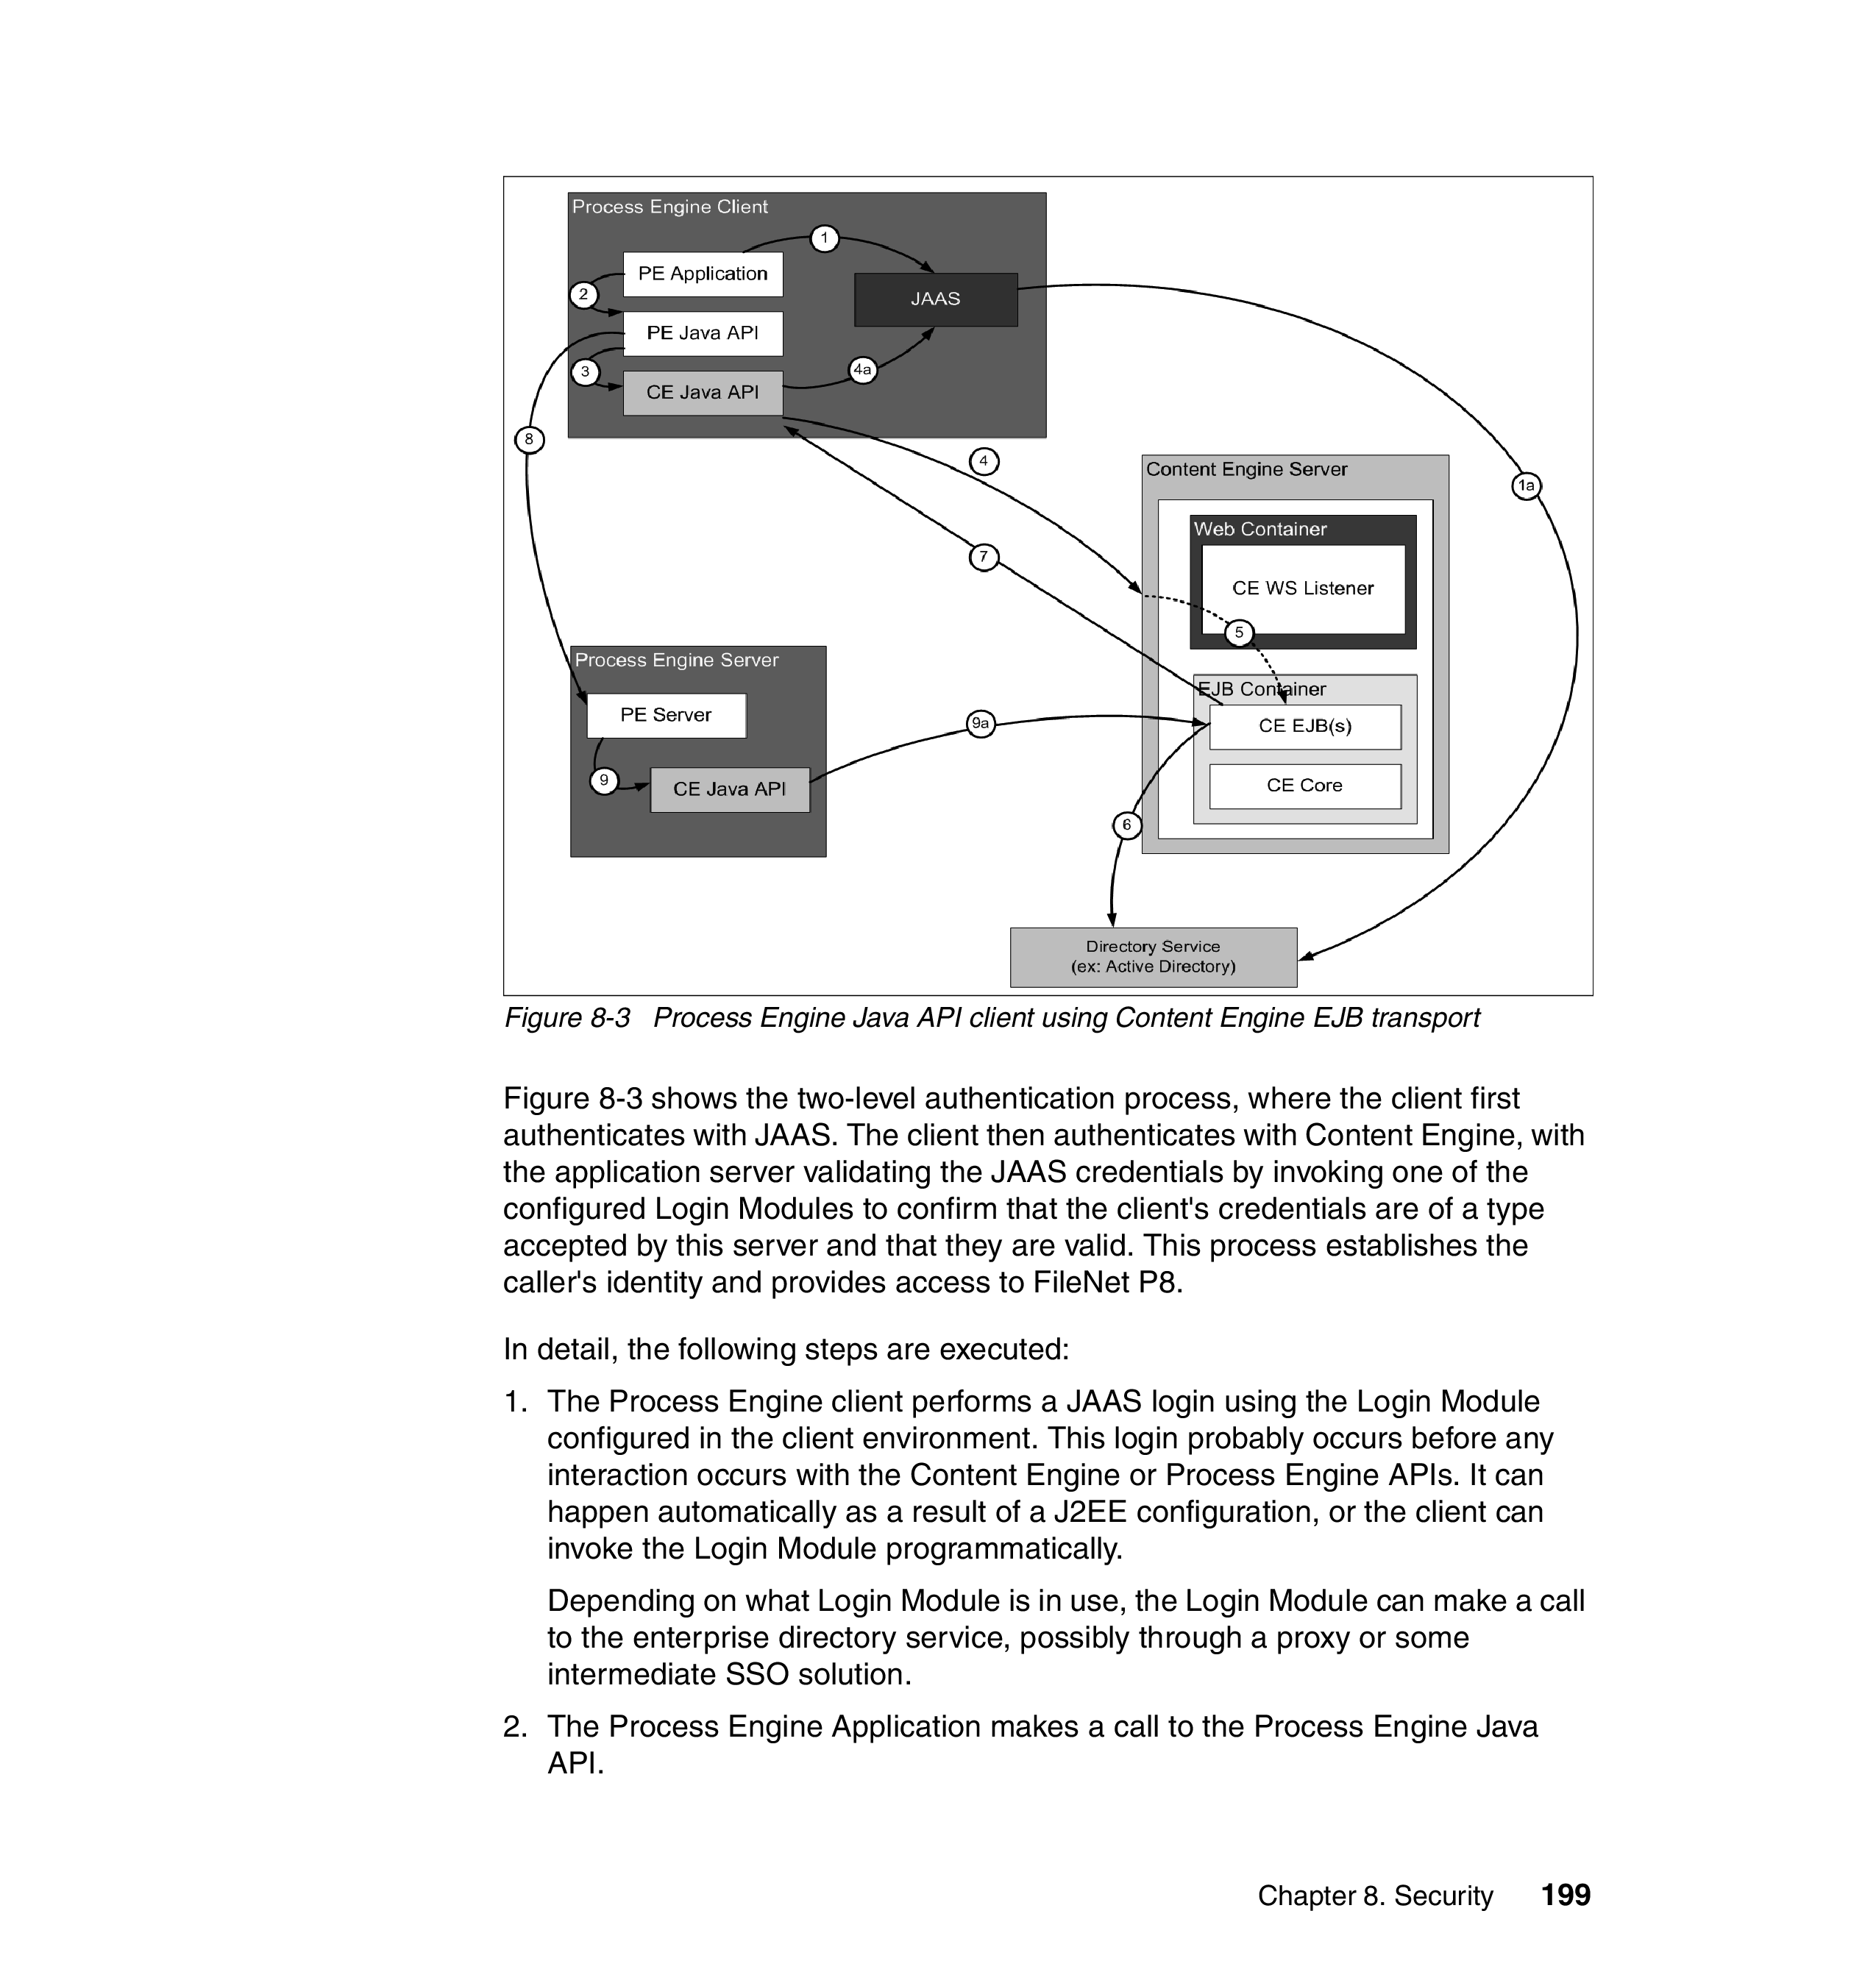 Process Engine Client
1
PE Application
JAAS
2
PE Java API
3
4a
CE Java API
8
4
Content Engine Server
1a
Web Container
7
CE WS Listener
5
Process Engine Server
EJB Container
PE Server
9a
CE EJB(s)
9
CE Java API
CE Core
6
Directory Service
(ex: Active Directory)
Figure 8-3   Process Engine Java API client using Content Engine EJB transport
Figure 8-3 shows the two-level authentication process, where the client first
authenticates with JAAS. The client then authenticates with Content Engine, with
the application server validating the JAAS credentials by invoking one of the
configured Login Modules to confirm that the client's credentials are of a type
accepted by this server and that they are valid. This process establishes the
caller's identity and provides access to FileNet P8.
In detail, the following steps are executed:
1. The Process Engine client performs a JAAS login using the Login Module
configured in the client environment. This login probably occurs before any
interaction occurs with the Content Engine or Process Engine APIs. It can
happen automatically as a result of a J2EE configuration, or the client can
invoke the Login Module programmatically.
Depending on what Login Module is in use, the Login Module can make a call
to the enterprise directory service, possibly through a proxy or some
intermediate SSO solution.
2. The Process Engine Application makes a call to the Process Engine Java
API.
Chapter 8. Security   199